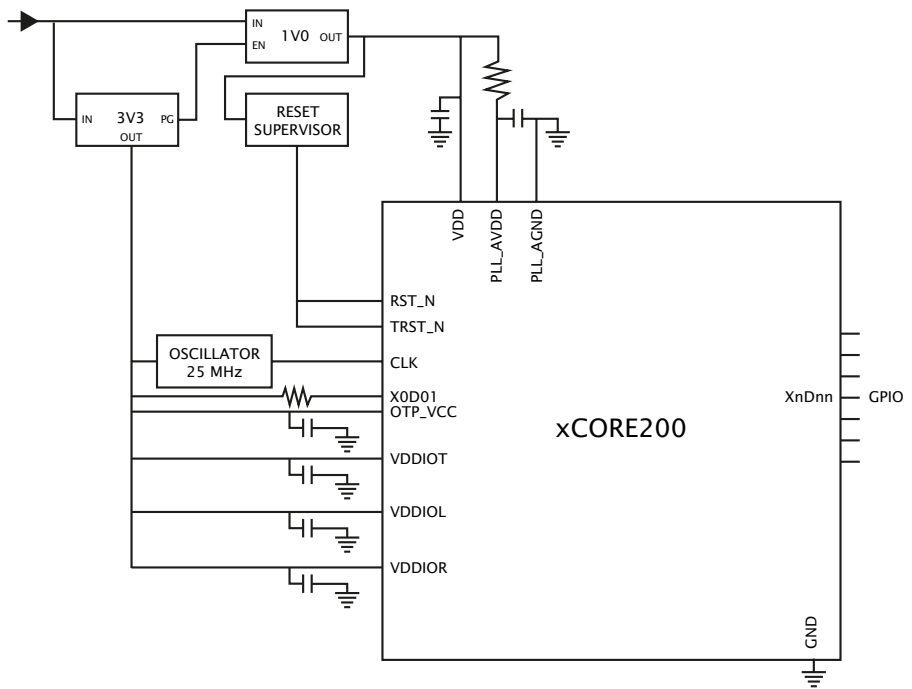 IN
1V0 OUT
EN
IN 3V3 PG
OUT
RESET
SUPERVISOR
VDD
PLL_AVDD
PLL_AGND
RST_N
TRST_N
OSCILLATOR
25 MHz
CLK
X0D01
OTP_VCC
XnDnn GPIO
xCORE200
VDDIOT
VDDIOL
VDDIOR
GND